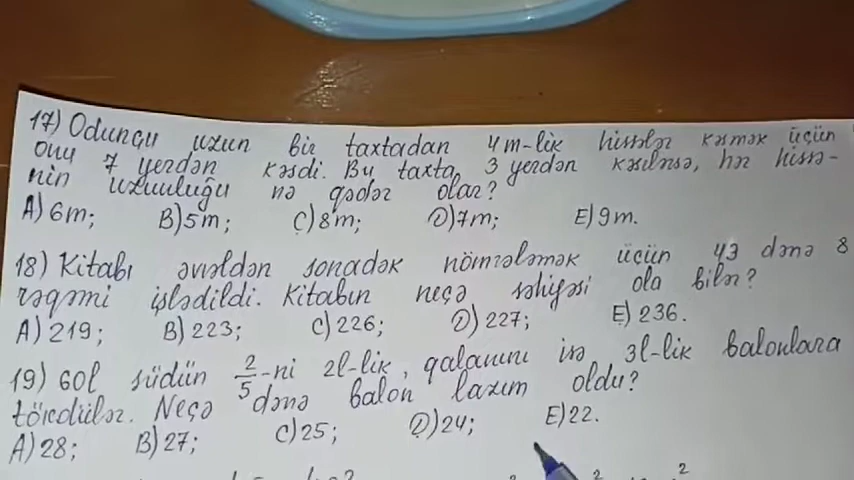 17) Odunçu uzun bir taxtadan 4m-lik hissələr kəsmək üçün
onu 7 yerdən kəsdi. Bu taxta 3 yerdən kəsilərsə, hər hissə-
nin uzunluğu nə qədər olar?
A) 6m; B) 5m; C) 8m; D) 7m; E) 9m.
18) Kitabı əvvəldən sonadək nömrələmək üçün 43 dənə 8
rəqəmi işlədildi. Kitabın neçə səhifəsi ola bilər?
A) 219; B) 223; C) 226; D) 227; E) 236.
19) 60l südün 2/5-ni 2l-lik, qalanını isə 3l-lik balonlara
tökdülər. Neçə dənə balon lazım oldu?
A) 28; B) 27; C) 25; D) 24; E) 22.